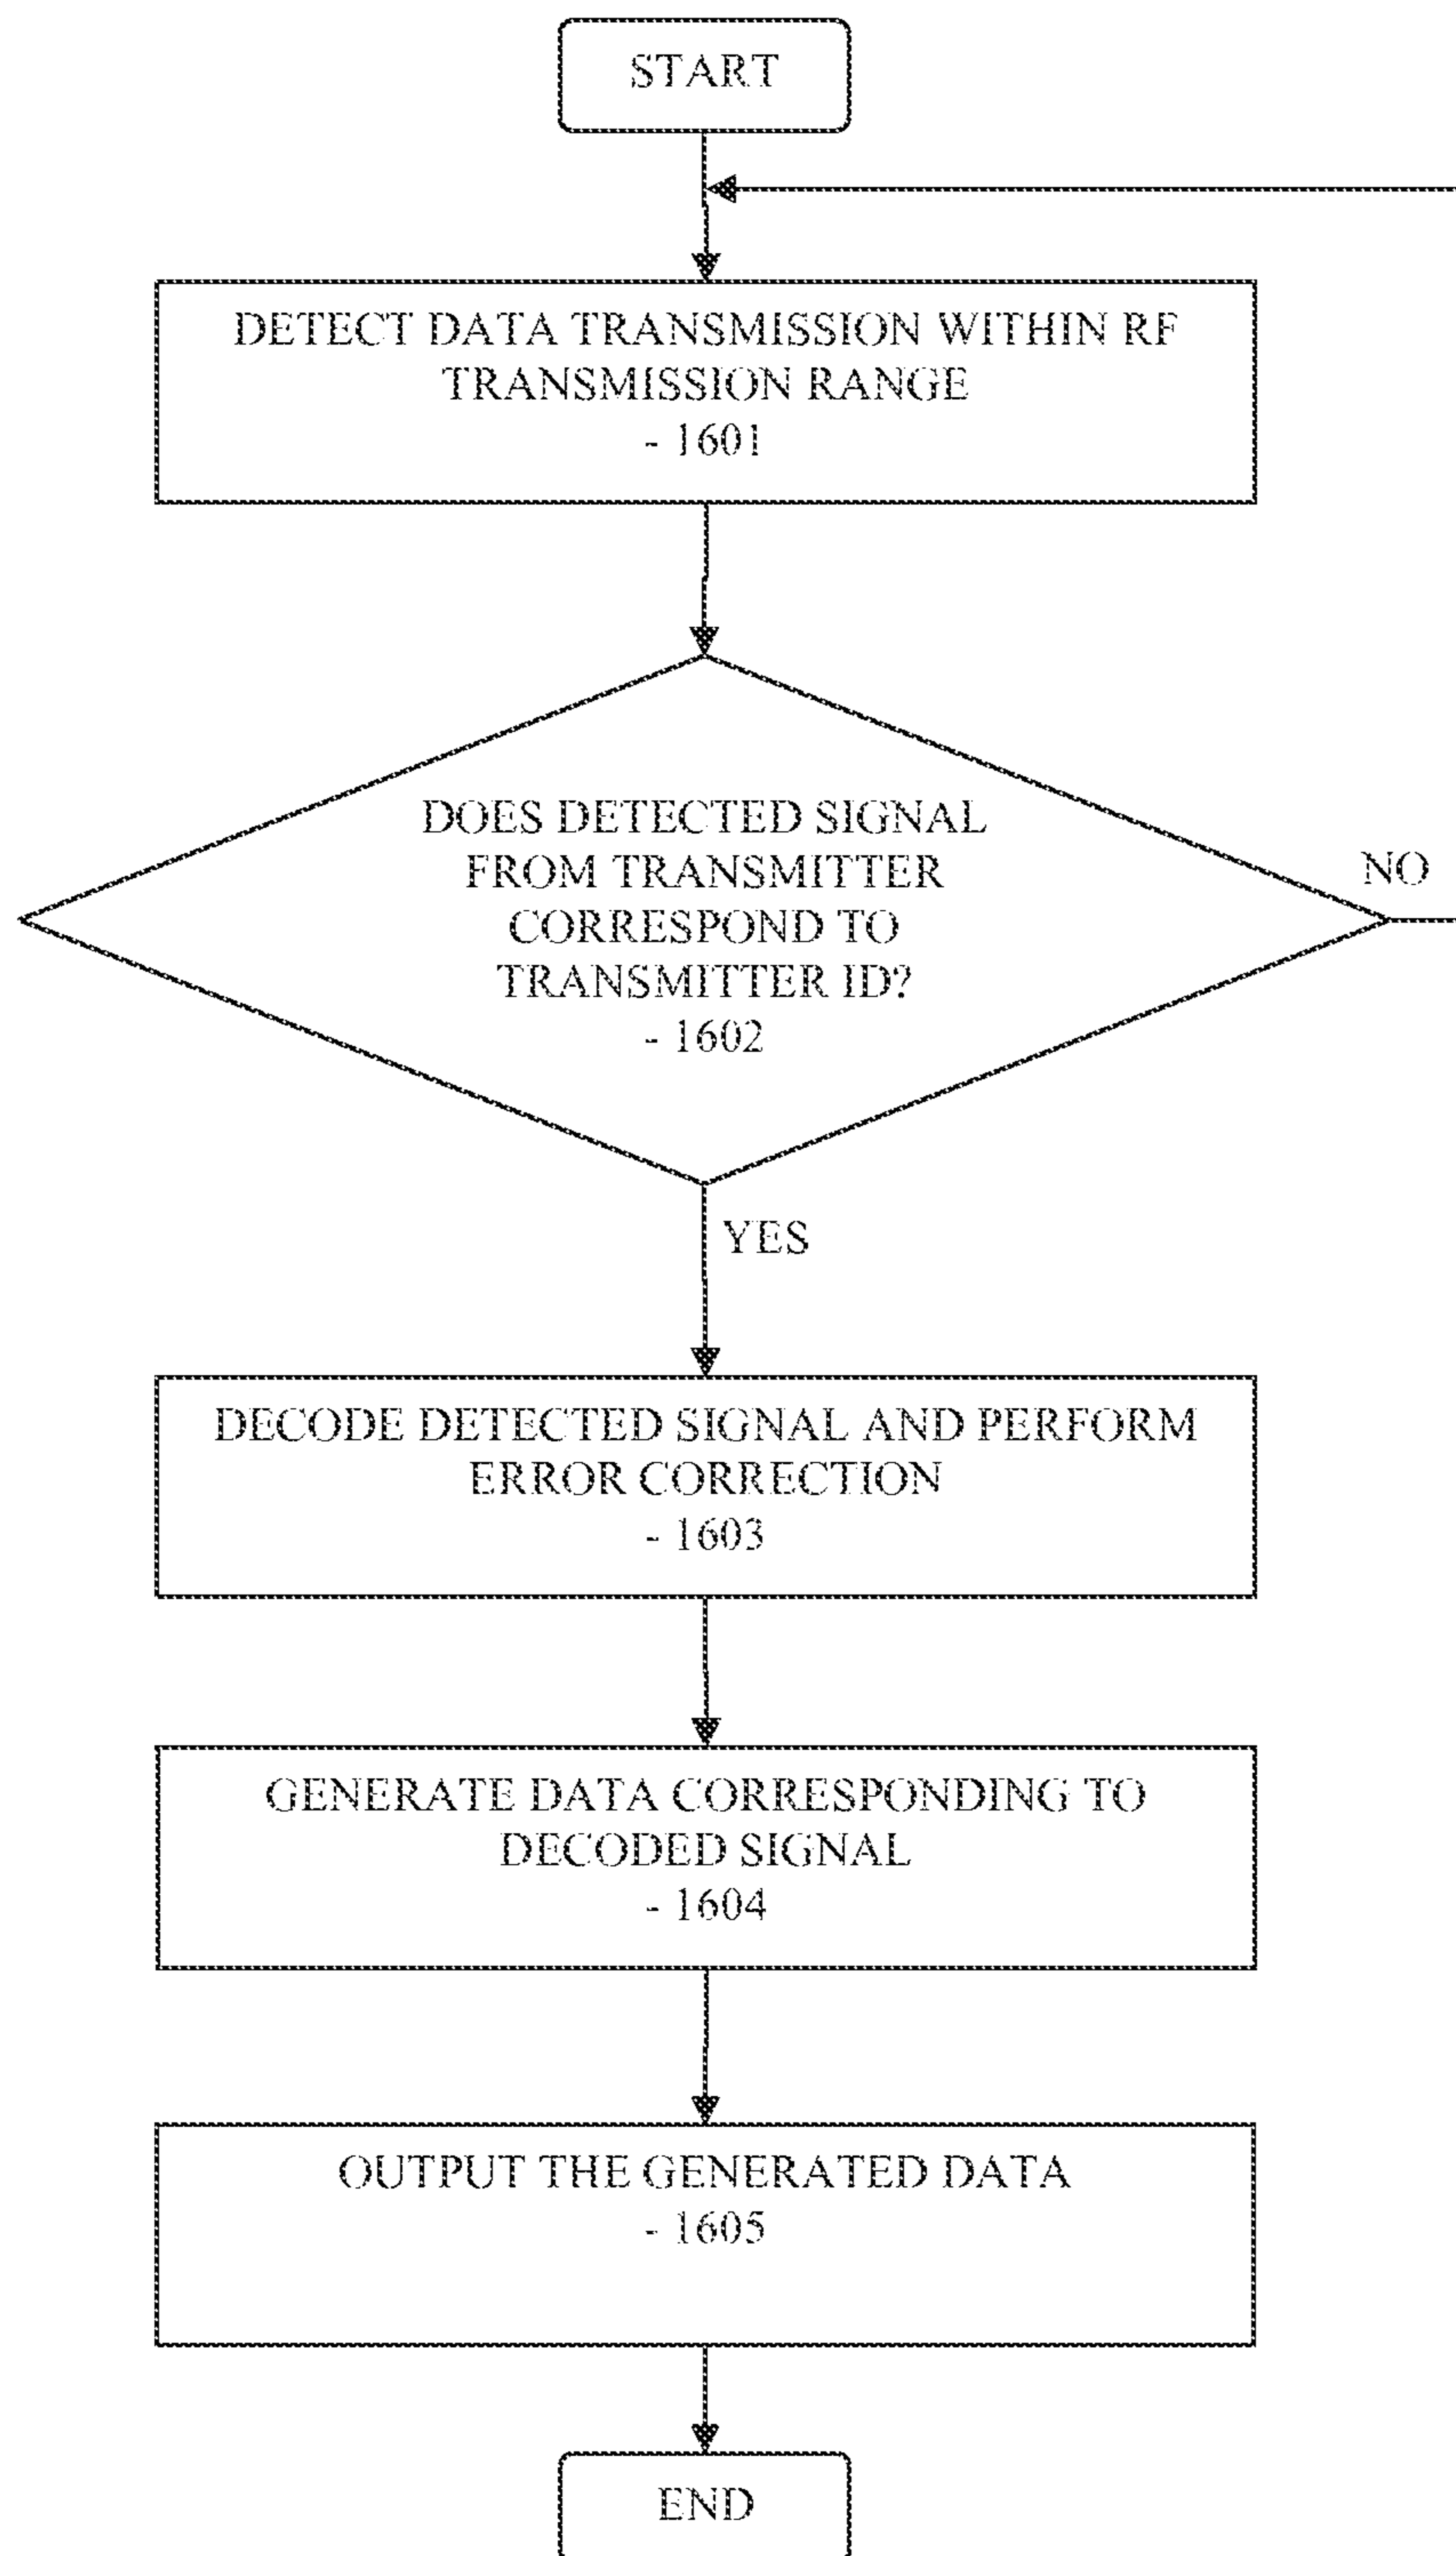 START
DETECT DATA TRANSMISSION WITHIN RF
TRANSMISSION RANGE
- 1601
DOES DETECTED SIGNAL
FROM TRANSMITTER
CORRESPOND TO
TRANSMITTER ID?
- 1602
NO
YES
DECODE DETECTED SIGNAL AND PERFORM
ERROR CORRECTION
- 1603
GENERATE DATA CORRESPONDING TO
DECODED SIGNAL
- 1604
OUTPUT THE GENERATED DATA
- 1605
END